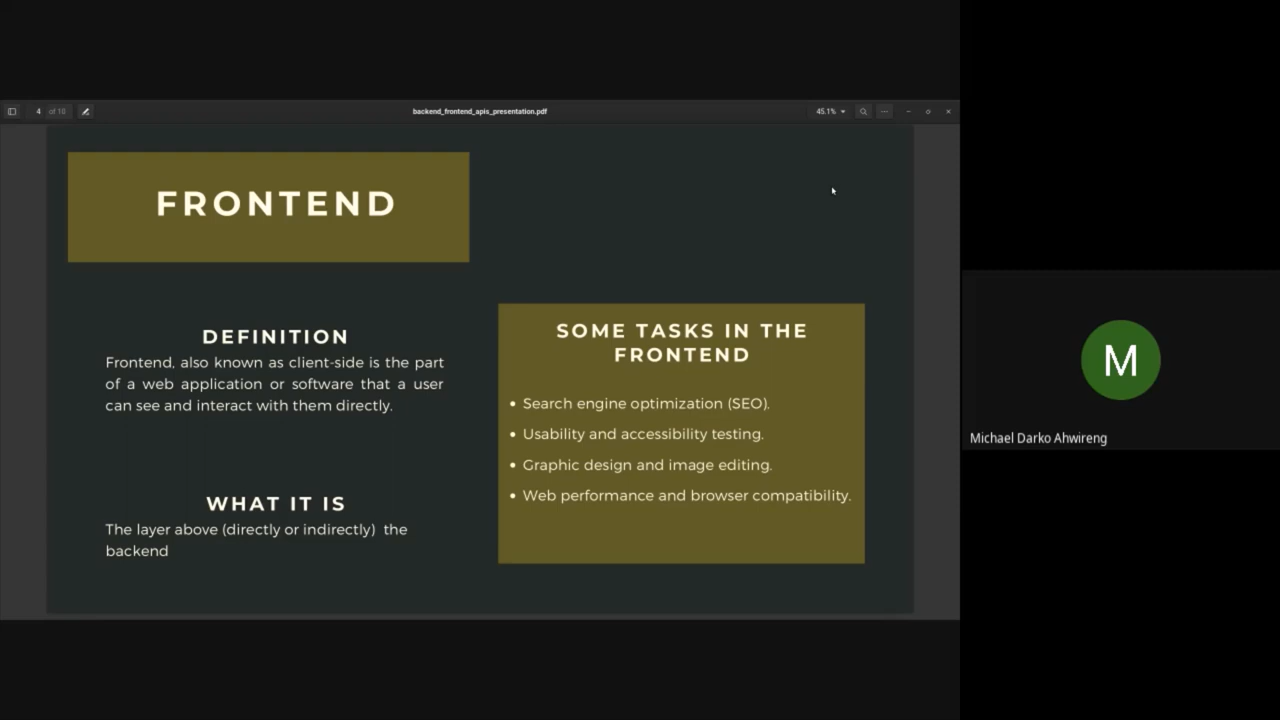 4 of 10
backend_frontend_apis_presentation.pdf
45.1%
FRONTEND
DEFINITION
Frontend, also known as client-side is the part
of a web application or software that a user
can see and interact with them directly.
WHAT IT IS
The layer above (directly or indirectly) the
backend
SOME TASKS IN THE
FRONTEND
• Search engine optimization (SEO).
• Usability and accessibility testing.
• Graphic design and image editing.
• Web performance and browser compatibility.
M
Michael Darko Ahwireng